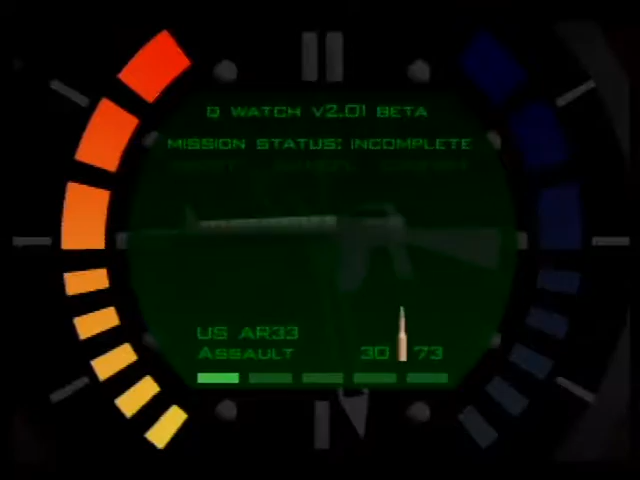 Q WATCH V2.01 BETA
MISSION STATUS: INCOMPLETE
US AR33
ASSAULT 30 73